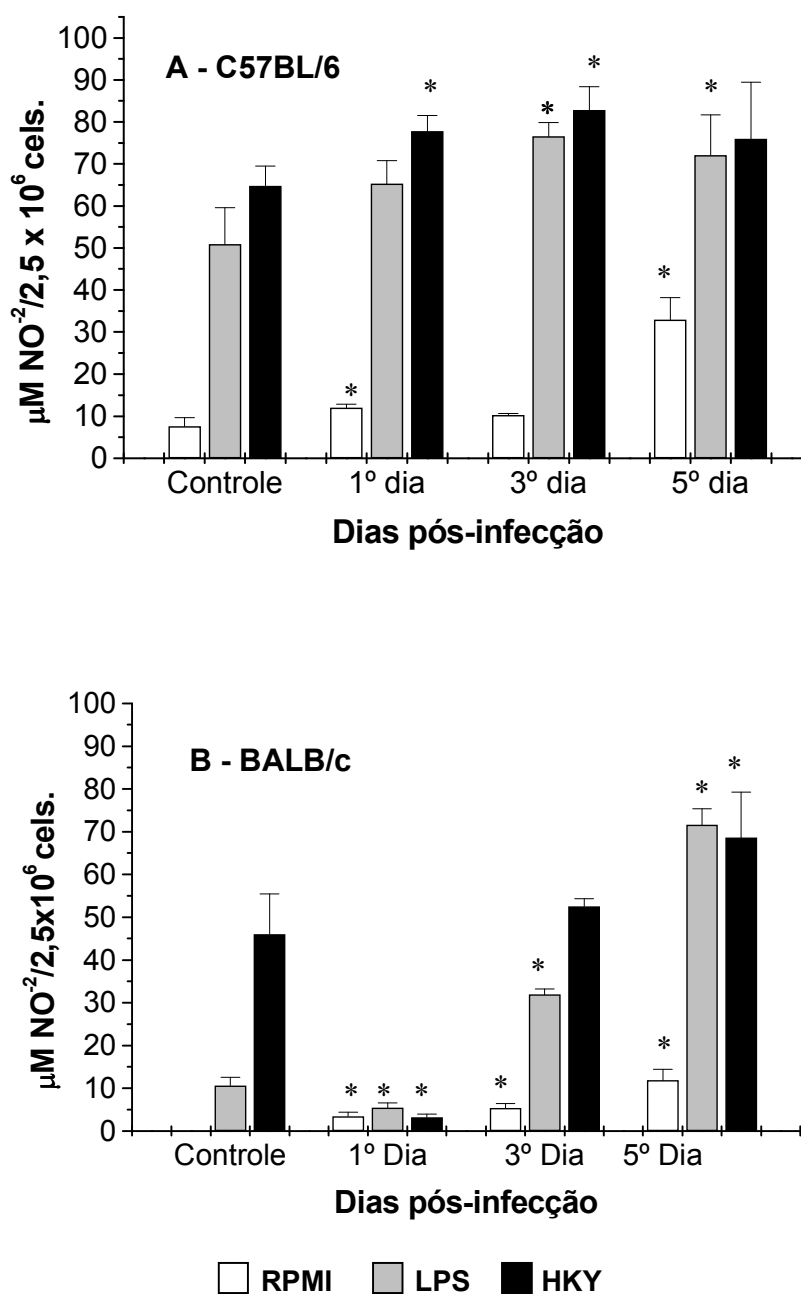 100
90
80
70
60
50
40
30
20
10
0
µM NO⁻²/2,5 x 10⁶ cels.
A - C57BL/6
* * * * * * *
Controle 1º dia 3º dia 5º dia
Dias pós-infecção
100
90
80
70
60
50
40
30
20
10
0
µM NO⁻²/2,5x10⁶ cels.
B - BALB/c
* * * * * * * *
Controle 1º Dia 3º Dia 5º Dia
Dias pós-infecção
RPMI LPS HKY